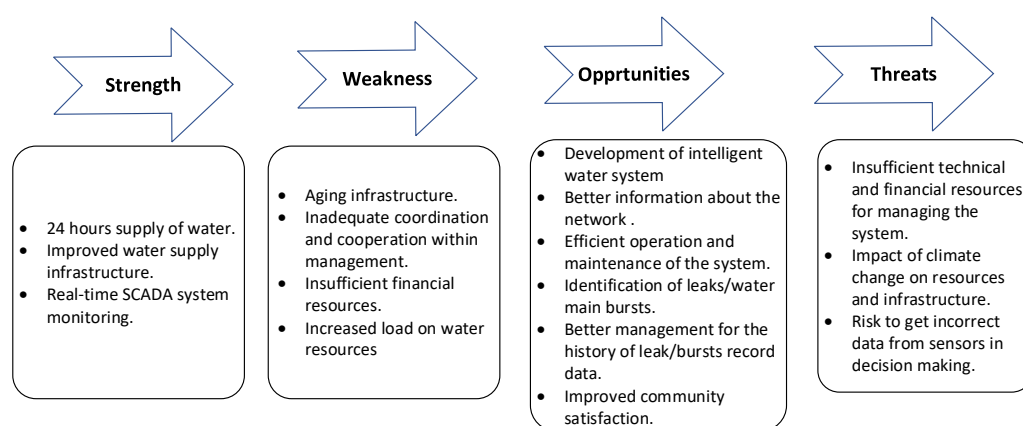 Strength
Weakness
Opprtunities
Threats
• 24 hours supply of water.
• Improved water supply
infrastructure.
• Real-time SCADA system
monitoring.
• Aging infrastructure.
• Inadequate coordination
and cooperation within
management.
• Insufficient financial
resources.
• Increased load on water
resources
• Development of intelligent
water system
• Better information about the
network .
• Efficient operation and
maintenance of the system.
• Identification of leaks/water
main bursts.
• Better management for the
history of leak/bursts record
data.
• Improved community
satisfaction.
• Insufficient technical
and financial resources
for managing the
system.
• Impact of climate
change on resources
and infrastructure.
• Risk to get incorrect
data from sensors in
decision making.